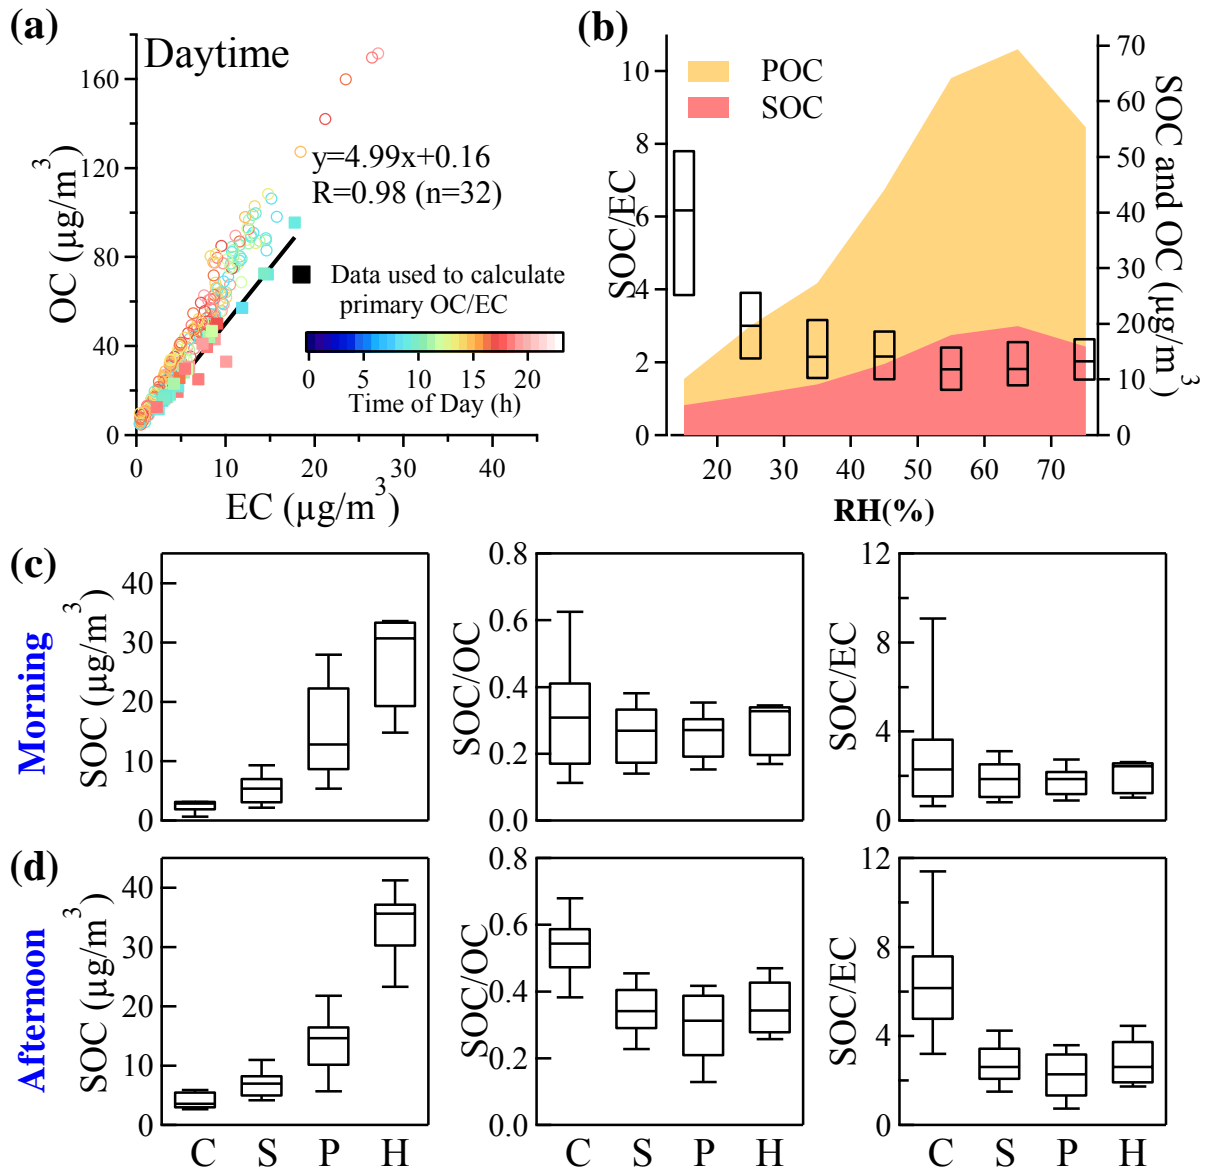 (a)
Daytime
160
120
80
40
0
OC (µg/m³)
y=4.99x+0.16
R=0.98 (n=32)
Data used to calculate
primary OC/EC
0 5 10 15 20
Time of Day (h)
0 10 20 30 40
EC (µg/m³)
(b)
10
8
6
4
2
0
SOC/EC
POC
SOC
70
60
50
40
30
20
10
0
SOC and OC (µg/m³)
20 30 40 50 60 70
RH(%)
(c)
Morning
40
30
20
10
0
SOC (µg/m³)
0.8
0.6
0.4
0.2
0.0
SOC/OC
12
8
4
0
SOC/EC
(d)
Afternoon
40
30
20
10
0
SOC (µg/m³)
C S P H
0.8
0.6
0.4
0.2
0.0
SOC/OC
C S P H
12
8
4
0
SOC/EC
C S P H